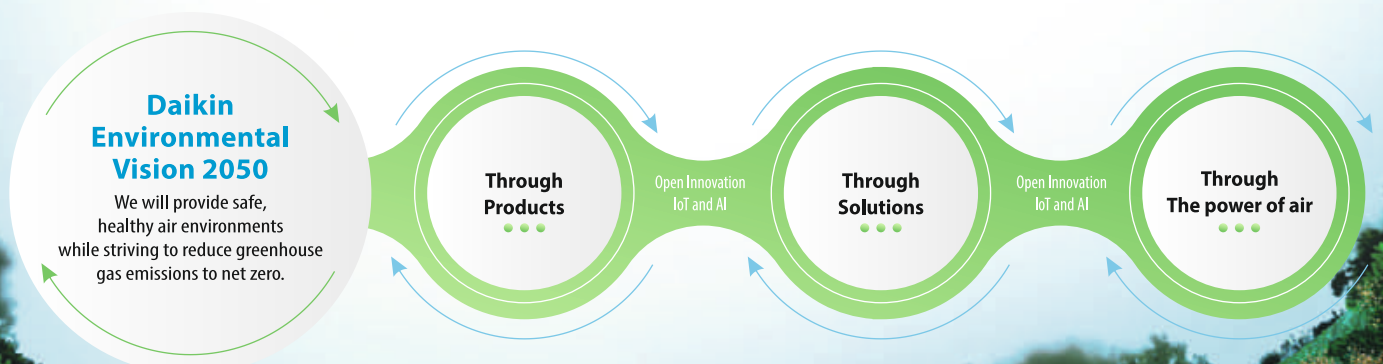 Daikin
Environmental
Vision 2050
We will provide safe,
healthy air environments
while striving to reduce greenhouse
gas emissions to net zero.
Through
Products
Open Innovation
IoT and AI
Through
Solutions
Open Innovation
IoT and AI
Through
The power of air